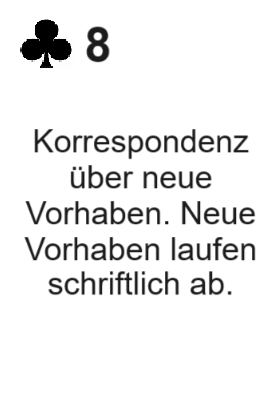 ♣ 8
Korrespondenz
über neue
Vorhaben. Neue
Vorhaben laufen
schriftlich ab.